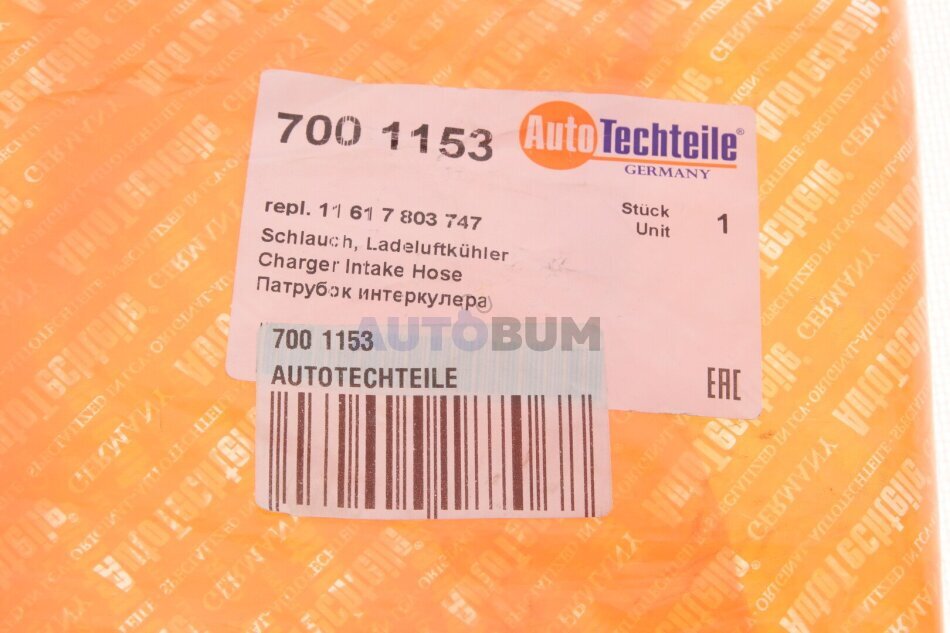 700 1153
AutoTechteile®
GERMANY
repl. 11 61 7 803 747
Stück
Unit
1
Schlauch, Ladeluftkühler
Charger Intake Hose
Патрубок интеркулера
AUTOBUM
700 1153
AUTOTECHTEILE
EAC